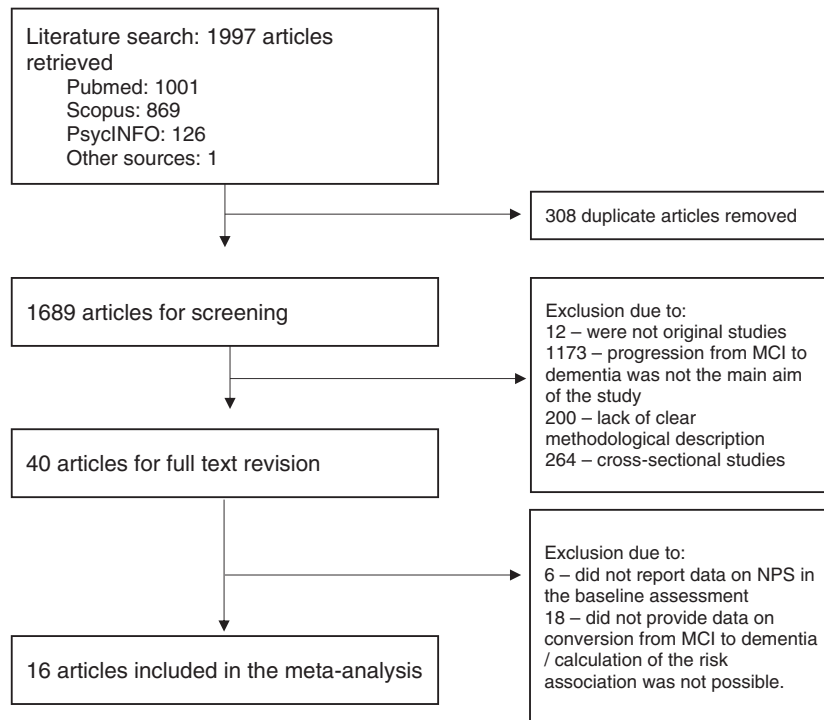 Literature search: 1997 articles
retrieved
Pubmed: 1001
Scopus: 869
PsycINFO: 126
Other sources: 1
308 duplicate articles removed
1689 articles for screening
Exclusion due to:
12 – were not original studies
1173 – progression from MCI to
dementia was not the main aim
of the study
200 – lack of clear
methodological description
264 – cross-sectional studies
40 articles for full text revision
Exclusion due to:
6 – did not report data on NPS in
the baseline assessment
18 – did not provide data on
conversion from MCI to dementia
/ calculation of the risk
association was not possible.
16 articles included in the meta-analysis